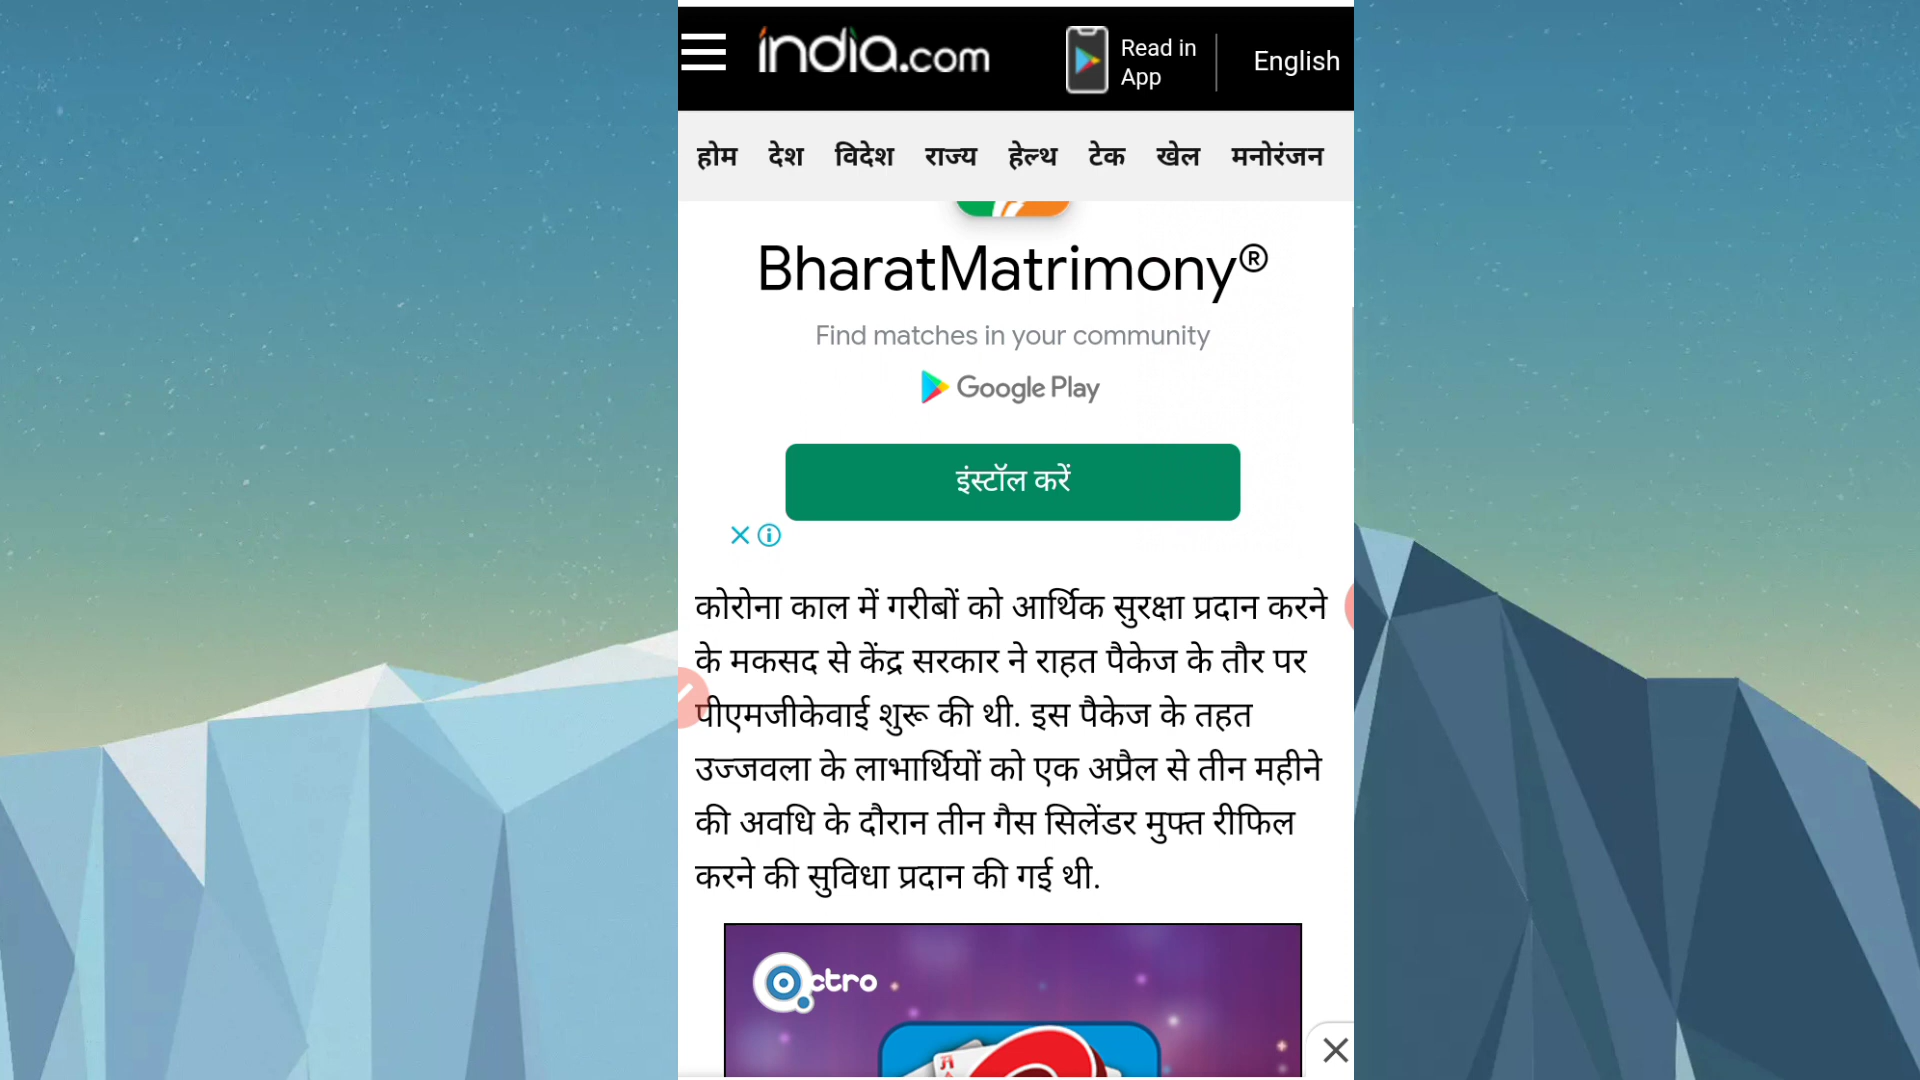 india.com
Read in
App
English
होम देश विदेश राज्य हेल्थ टेक खेल मनोरंजन
BharatMatrimony®
Find matches in your community
Google Play
इंस्टॉल करें
कोरोना काल में गरीबों को आर्थिक सुरक्षा प्रदान करने
के मकसद से केंद्र सरकार ने राहत पैकेज के तौर पर
पीएमजीकेवाई शुरू की थी. इस पैकेज के तहत
उज्जवला के लाभार्थियों को एक अप्रैल से तीन महीने
की अवधि के दौरान तीन गैस सिलेंडर मुफ्त रीफिल
करने की सुविधा प्रदान की गई थी.
Octro